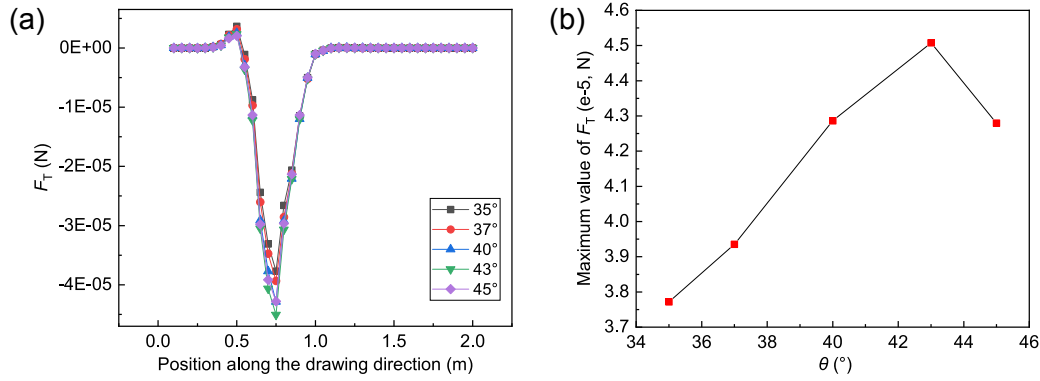 (a)
0E+00
-1E-05
-2E-05
-3E-05
-4E-05
F_T (N)
35°
37°
40°
43°
45°
0.0 0.5 1.0 1.5 2.0
Position along the drawing direction (m)
(b)
4.6
4.5
4.4
4.3
4.2
4.1
4.0
3.9
3.8
3.7
Maximum value of F_T (e-5, N)
34 36 38 40 42 44 46
θ (°)